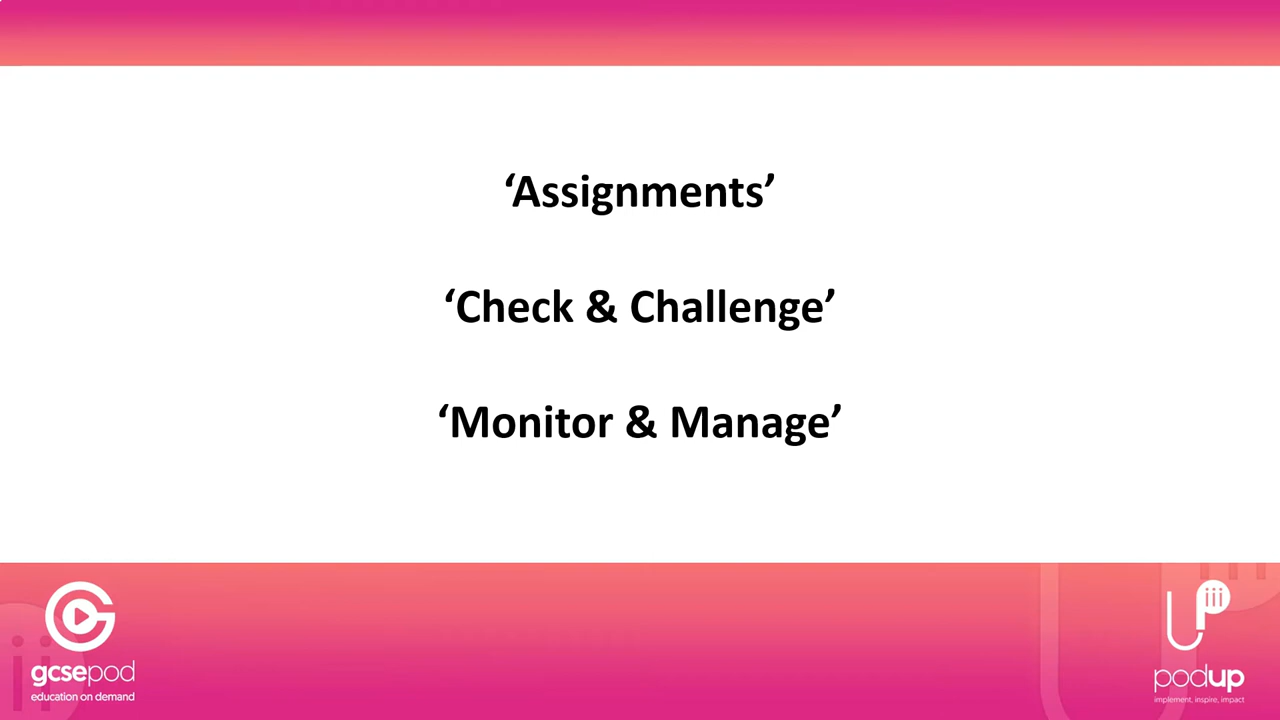 ‘Assignments’
‘Check & Challenge’
‘Monitor & Manage’
gcsepod
education on demand
podup
implement, inspire, impact